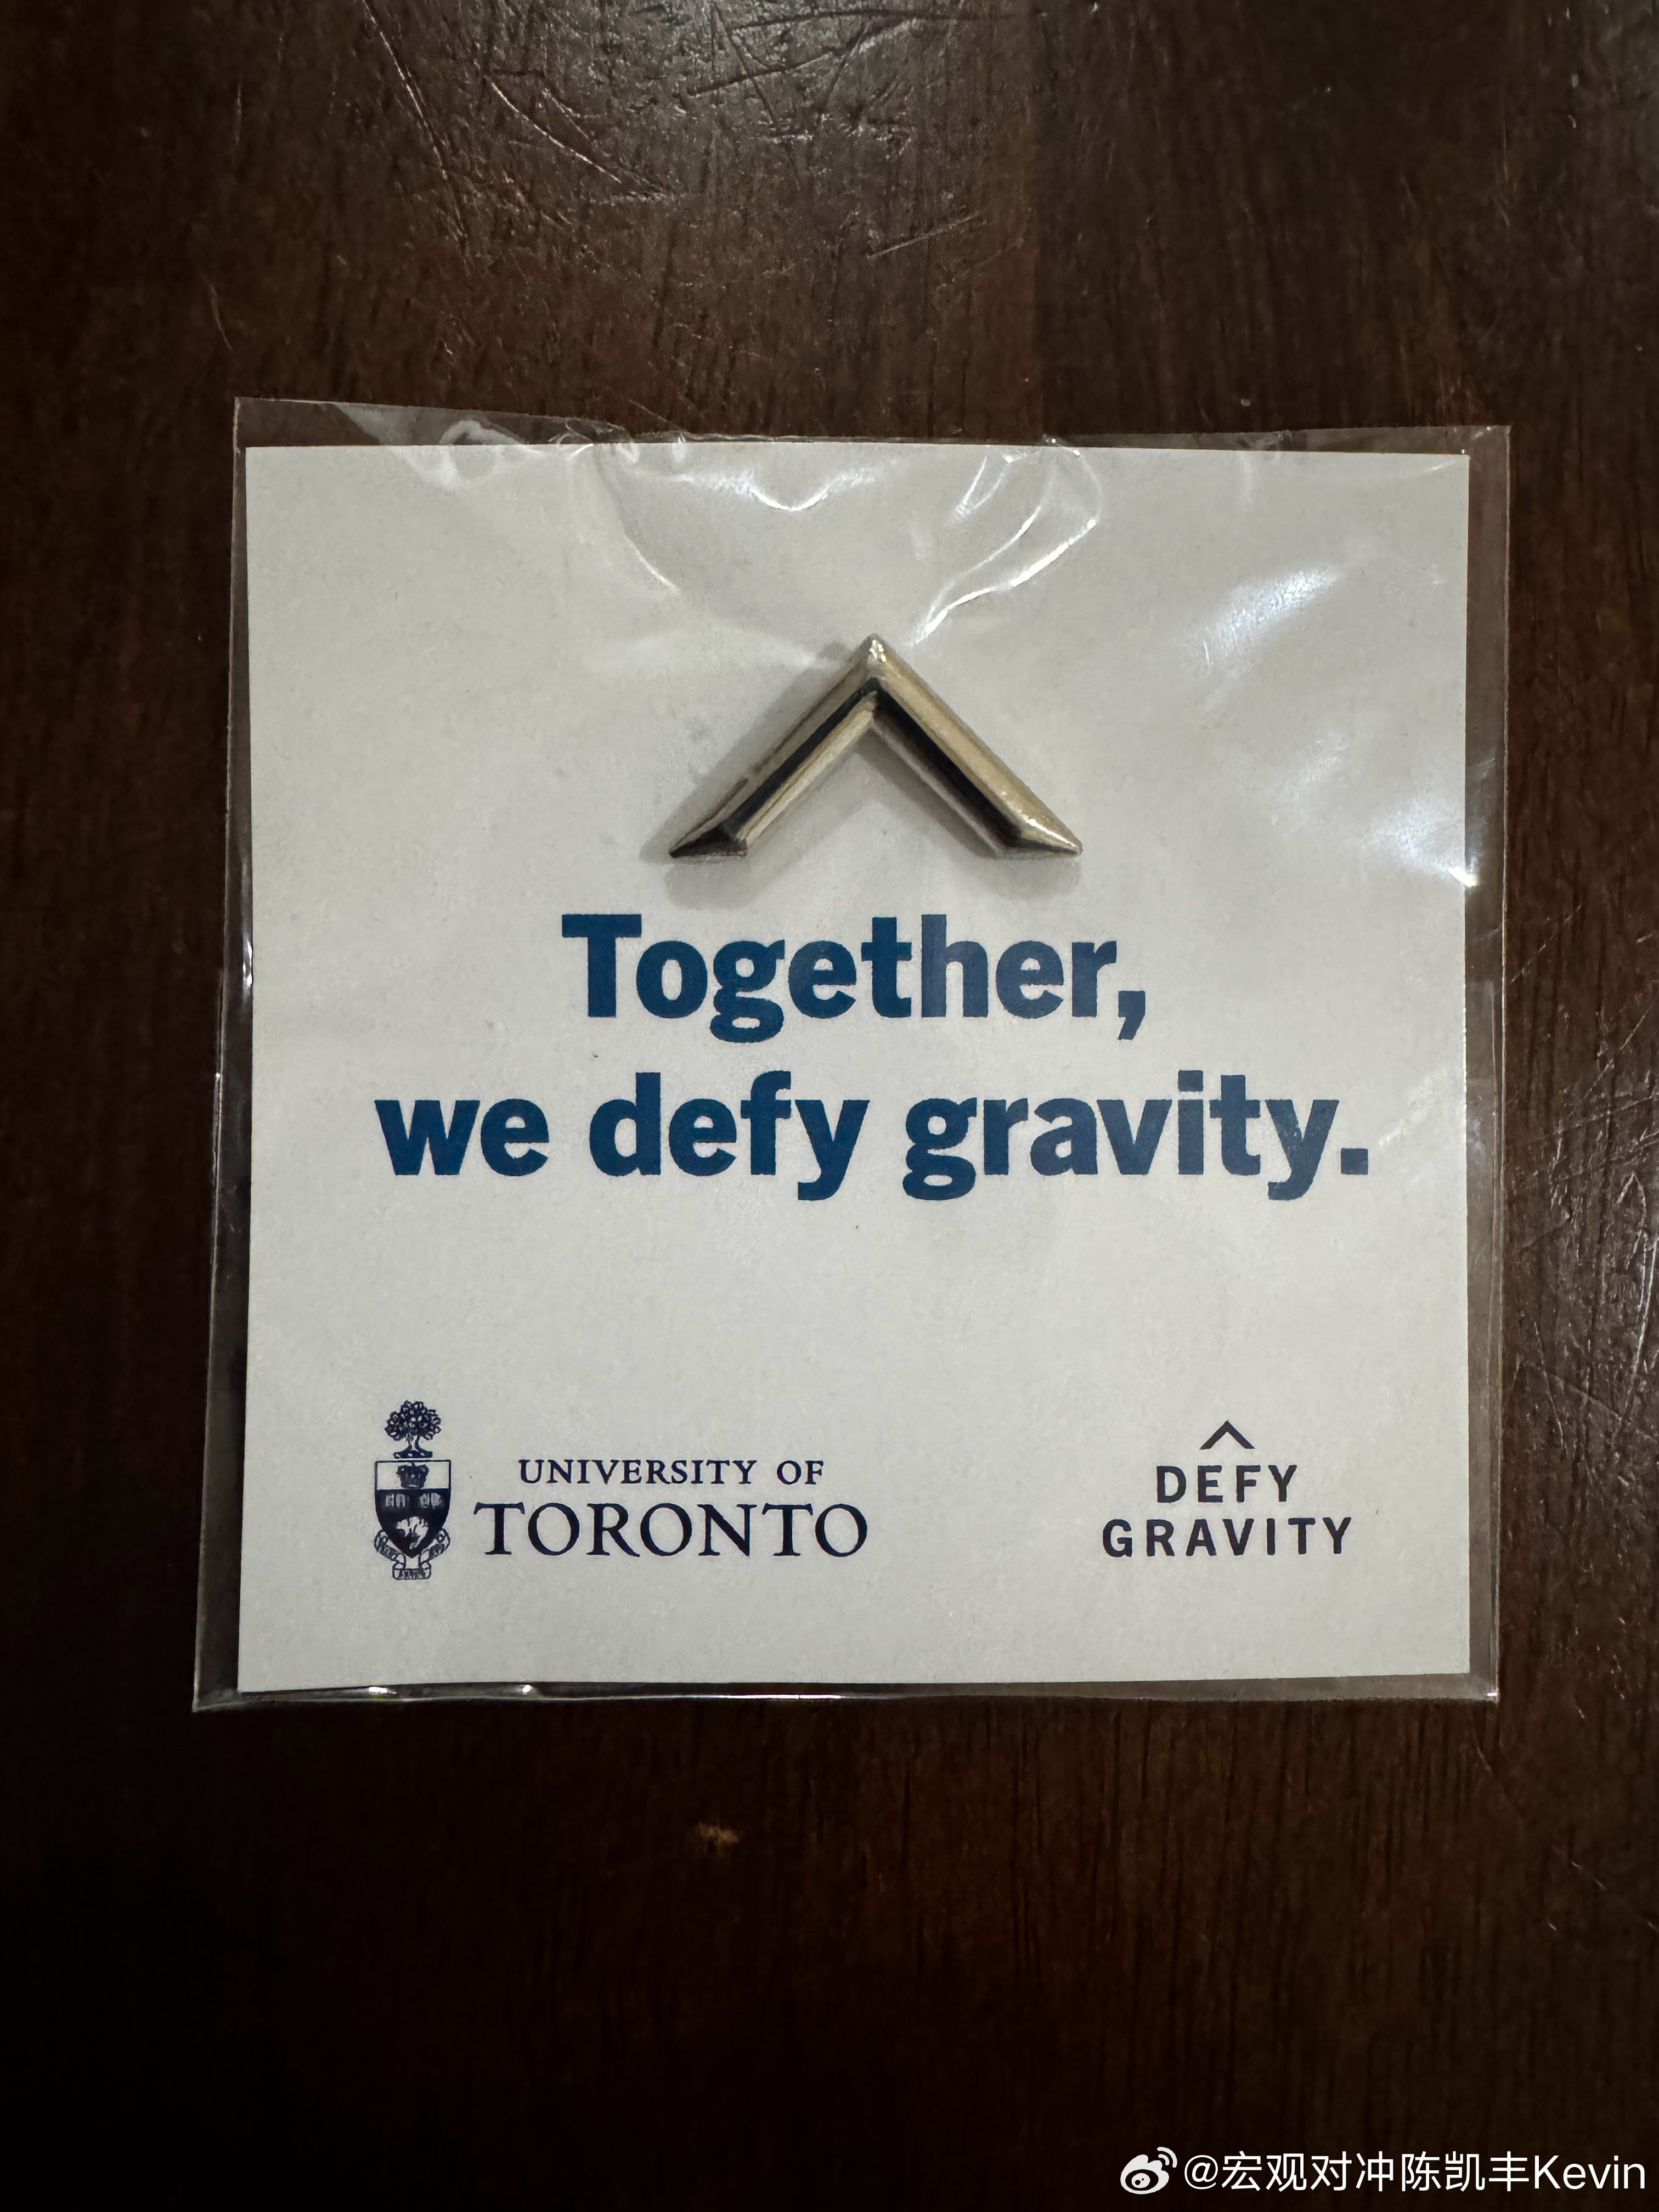 Together,
we defy gravity.
UNIVERSITY OF
TORONTO
DEFY
GRAVITY
@宏观对冲陈凯丰Kevin